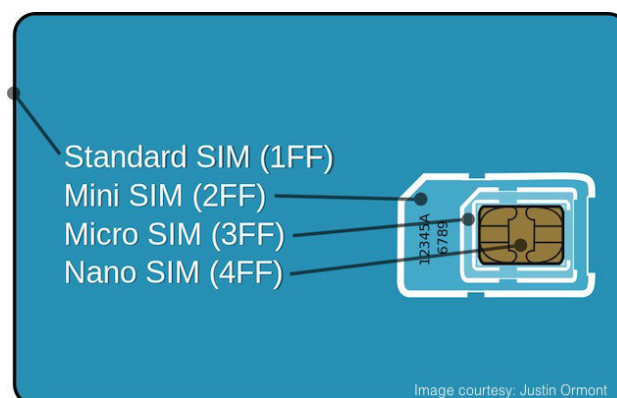 Standard SIM (1FF)
Mini SIM (2FF)
Micro SIM (3FF)
Nano SIM (4FF)
12345A
6789
Image courtesy: Justin Ormont